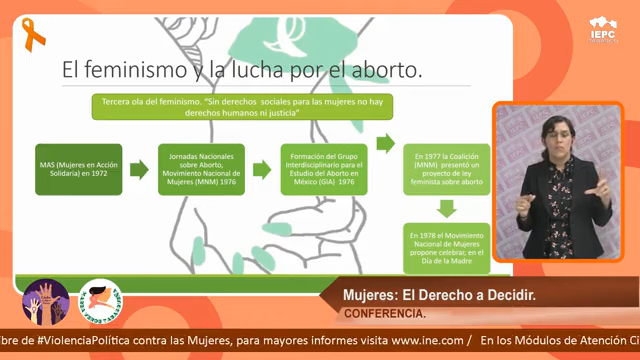 IEPC
TABASCO
El feminismo y la lucha por el aborto.
Tercera ola del feminismo. "Sin derechos sociales para las mujeres no hay
derechos humanos ni justicia"
MAS (Mujeres en Acción
Solidaria) en 1972
Jornadas Nacionales
sobre Aborto,
Movimiento Nacional de
Mujeres (MNM) 1976
Formación del Grupo
Interdisciplinario para el
Estudio del Aborto en
México (GIA) 1976
En 1977 la Coalición
(MNM) presentó un
proyecto de ley
feminista sobre aborto
En 1978 el Movimiento
Nacional de Mujeres
propone celebrar, en el
Día de la Madre
MAREA VERDE TABASCO
Mujeres: El Derecho a Decidir.
CONFERENCIA.
ibre de #ViolenciaPolítica contra las Mujeres, para mayores informes visita www.ine.com / En los Módulos de Atención Ci